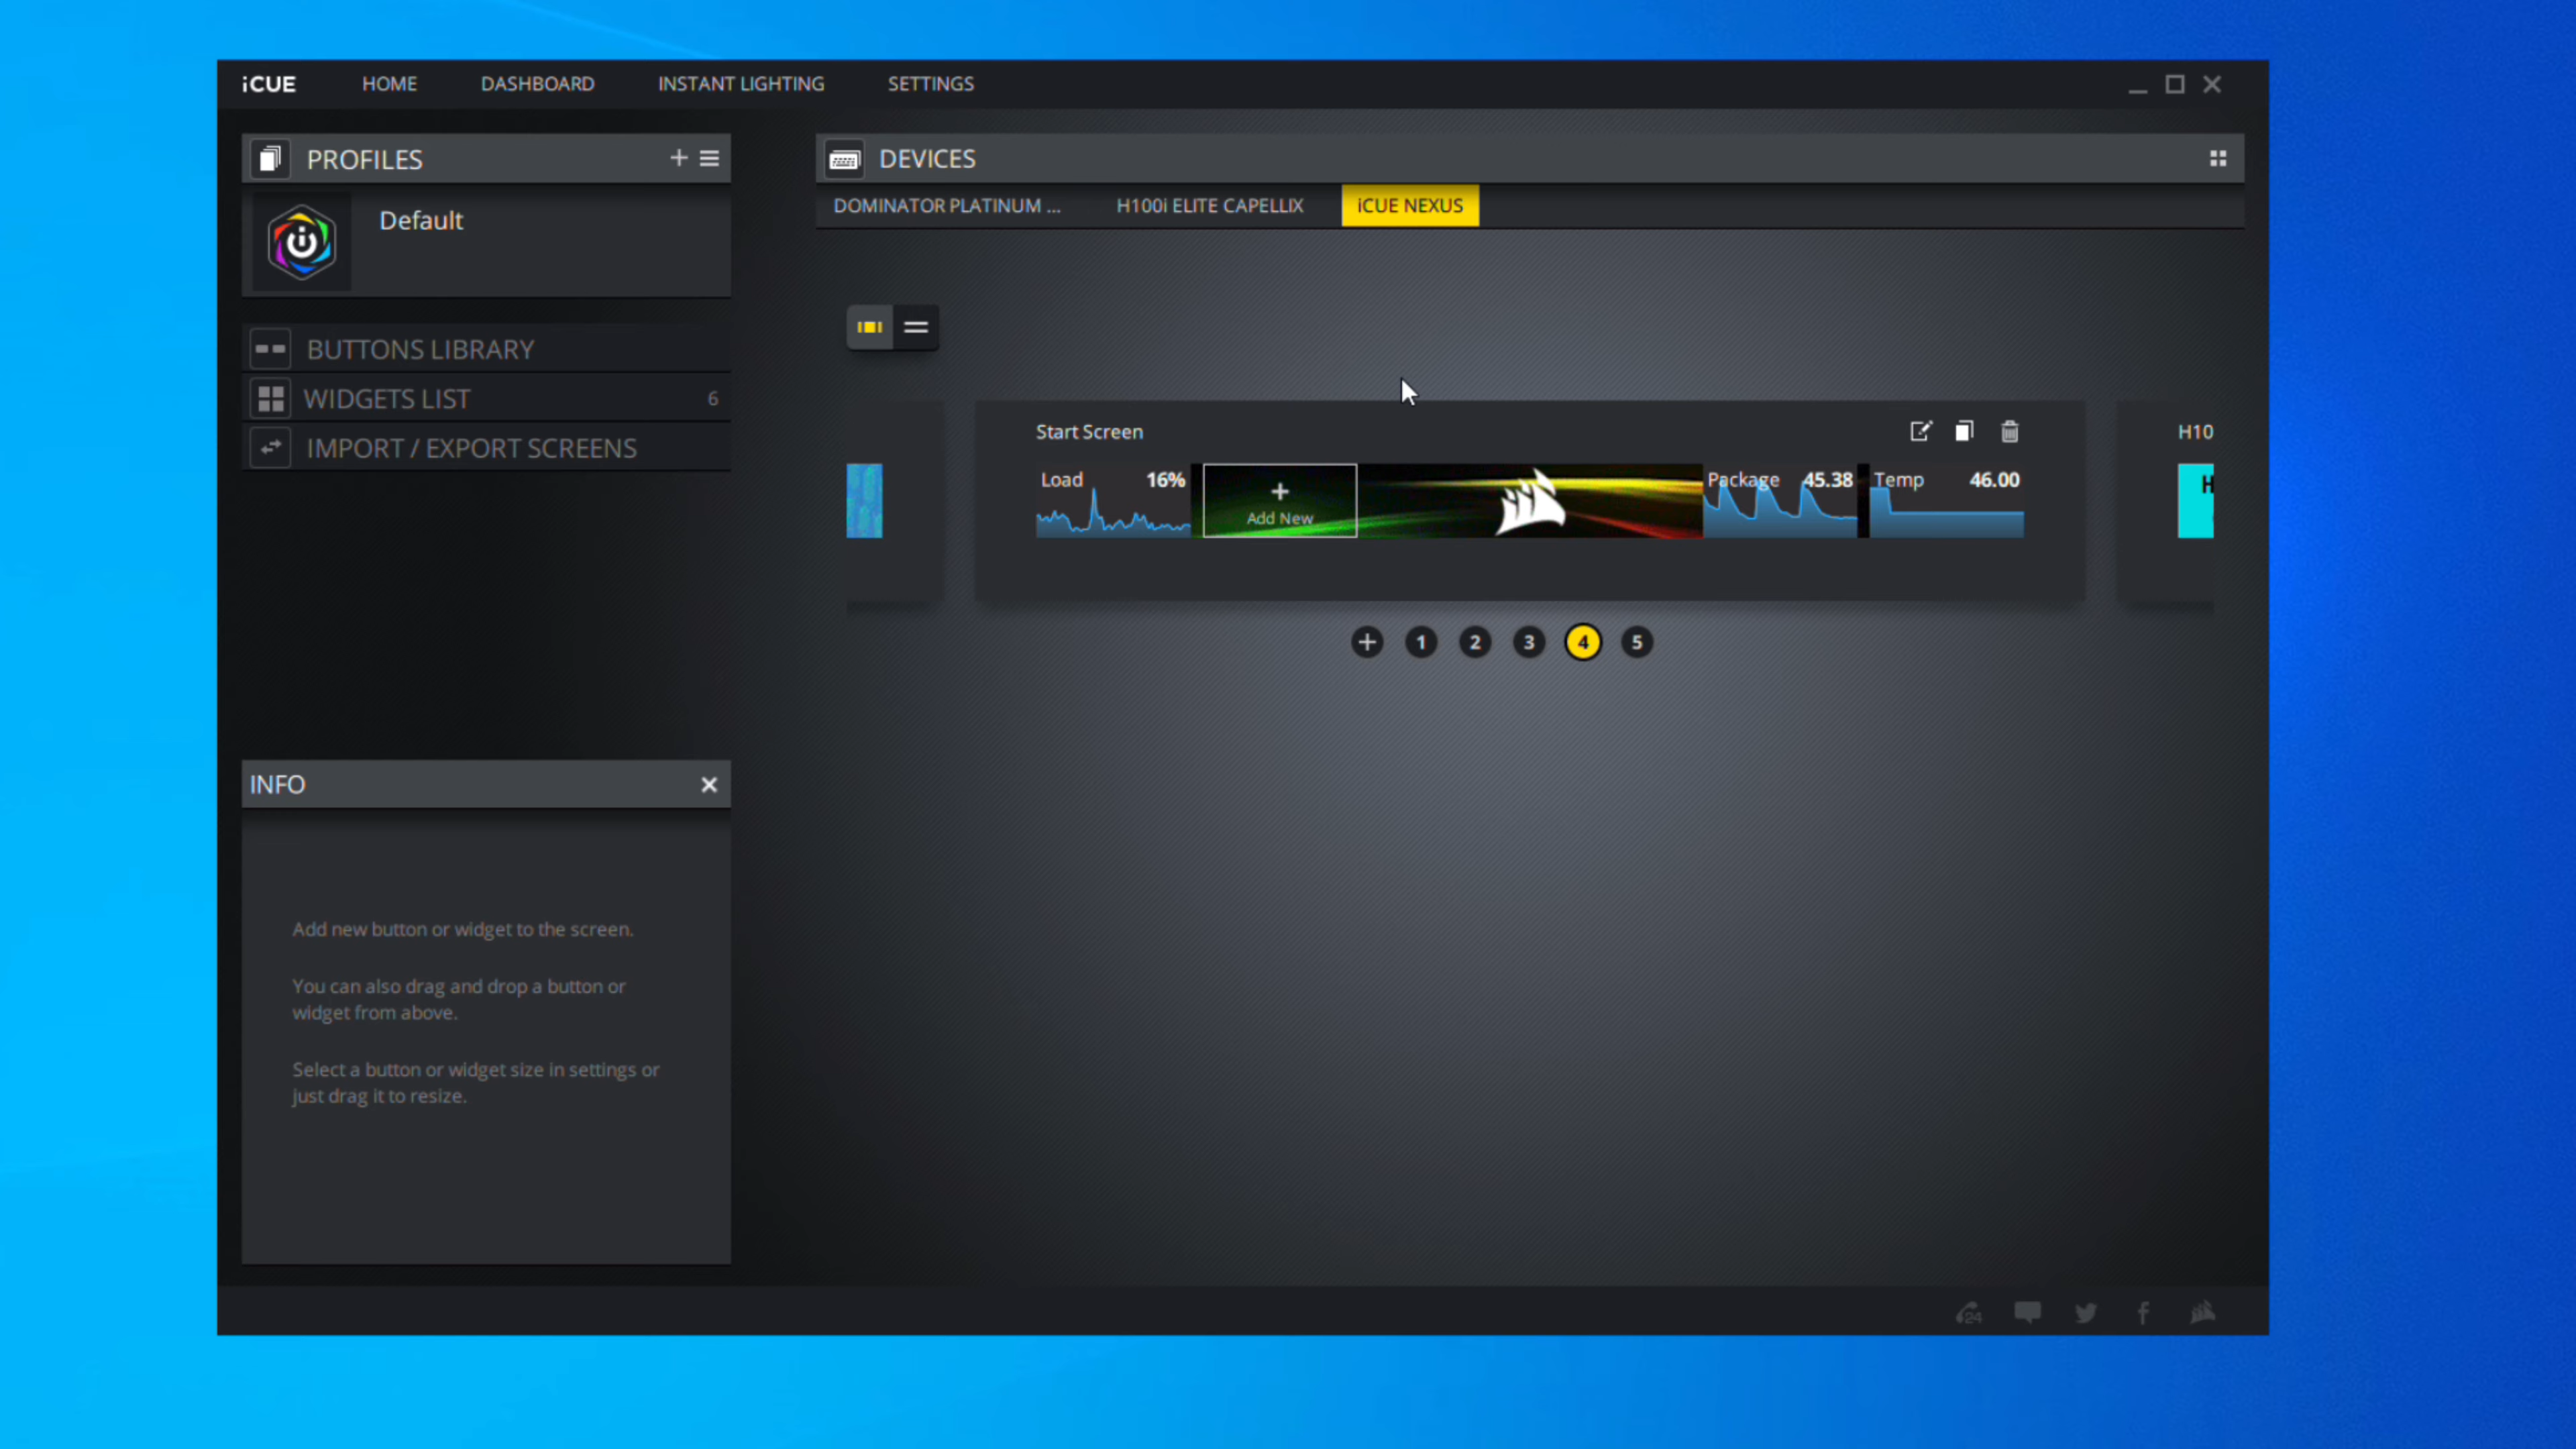 iCUE HOME DASHBOARD INSTANT LIGHTING SETTINGS
PROFILES
Default
BUTTONS LIBRARY
WIDGETS LIST 6
IMPORT / EXPORT SCREENS
INFO
Add new button or widget to the screen.
You can also drag and drop a button or
widget from above.
Select a button or widget size in settings or
just drag it to resize.
DEVICES
DOMINATOR PLATINUM ... H100i ELITE CAPELLIX iCUE NEXUS
Start Screen
Load 16%
Add New
Package 45.38
Temp 46.00
H10
H
1 2 3 4 5
24